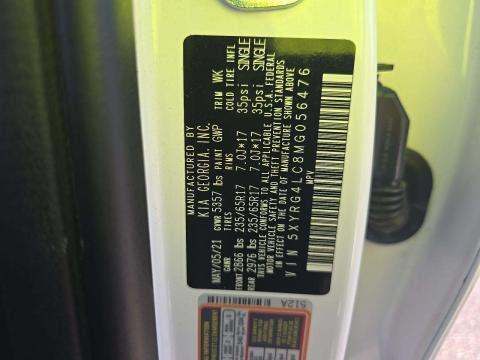 MANUFACTURED BY
KIA GEORGIA, INC.
MAY/05/21 GVWR 5357 lbs PAINT GWP TRIM WK
GAWR TIRES RIMS COLD TIRE INFL
FRONT 2866 lbs 235/65R17 7.0J*17 35psi SINGLE
REAR 2976 lbs 235/65R17 7.0J*17 35psi SINGLE
THIS VEHICLE CONFORMS TO ALL APPLICABLE U.S.A. FEDERAL
MOTOR VEHICLE SAFETY AND THEFT PREVENTION STANDARDS
IN EFFECT ON THE DATE OF MANUFACTURE SHOWN ABOVE
VIN 5XYRG4LC8MG056476
MPV
512A